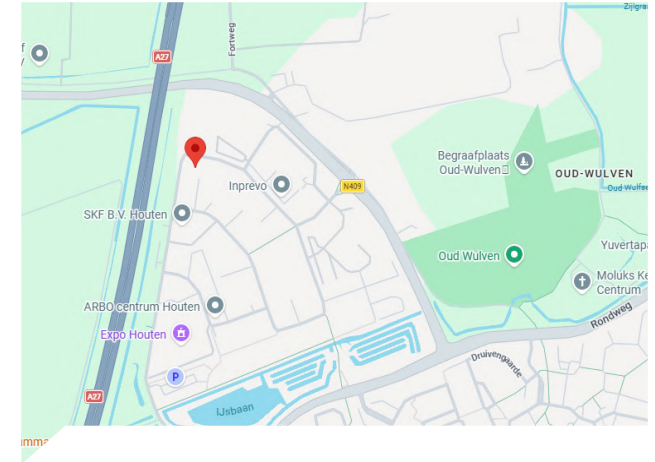 Zijlgra
Fortweg
A27
Begraafplaats
Oud-Wulven
OUD-WULVEN
Inprevo
N409
Oud Wulfse
SKF B.V. Houten
Yuvertapa
Oud Wulven
Moluks Ke
Centrum
ARBO centrum Houten
Rondweg
Expo Houten
Druivengaarde
P
A27
IJsbaan